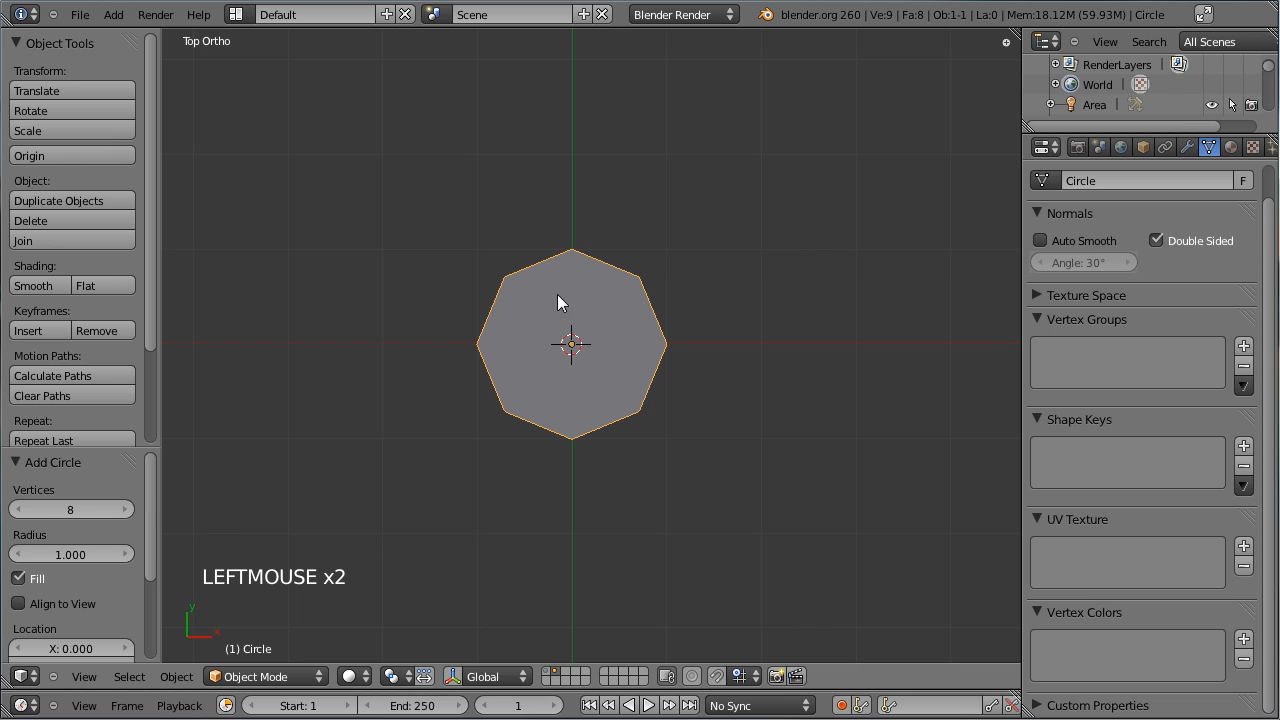 File Add Render Help Default Scene Blender Render blender.org 260 | Ve:9 | Fa:8 | Ob:1-1 | La:0 | Mem:18.12M (59.93M) | Circle
Object Tools
Transform:
Translate
Rotate
Scale
Origin
Object:
Duplicate Objects
Delete
Join
Shading:
Smooth Flat
Keyframes:
Insert Remove
Motion Paths:
Calculate Paths
Clear Paths
Repeat:
Repeat Last
Add Circle
Vertices
8
Radius
1.000
Fill
Align to View
Location
X: 0.000
Top Ortho
LEFTMOUSE x2
y
x
(1) Circle
View Select Object Object Mode Global
View Frame Playback Start: End: 250 1 No Sync
View Search All Scenes
RenderLayers |
World |
Area |
Circle F
Normals
Auto Smooth Double Sided
Angle: 30°
Texture Space
Vertex Groups
Shape Keys
UV Texture
Vertex Colors
Custom Properties